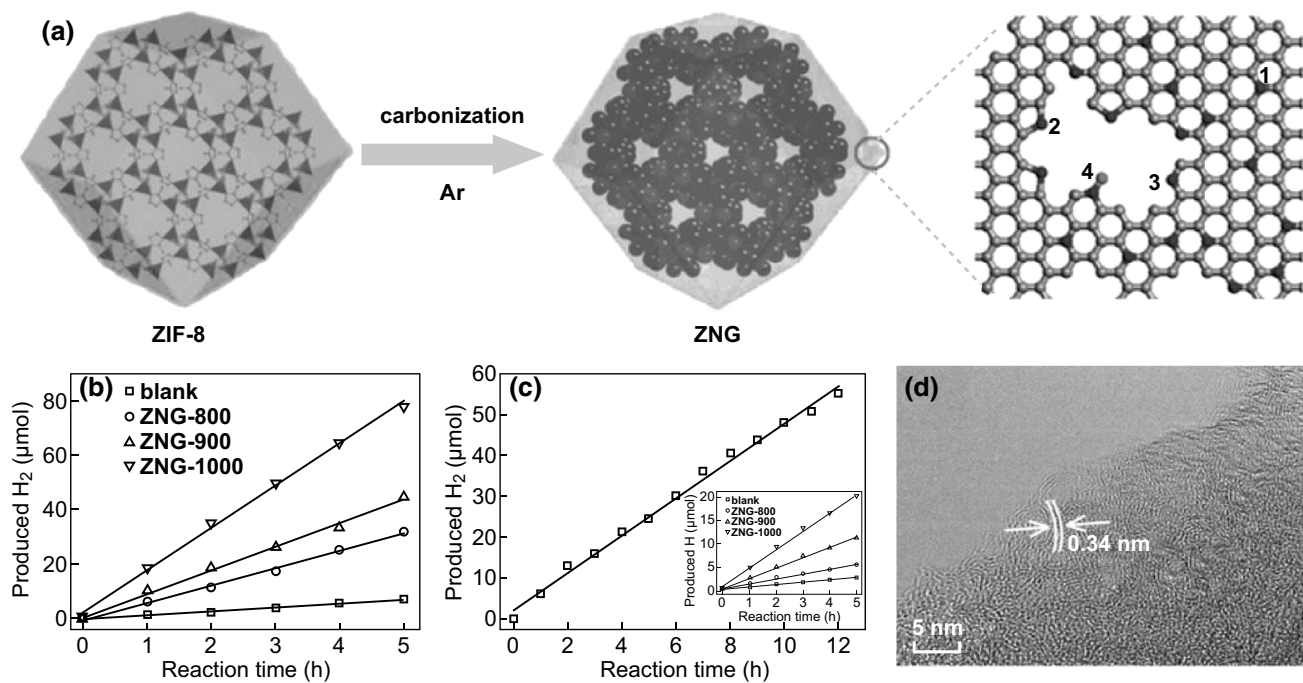 (a)
carbonization
Ar
ZIF-8
ZNG
1
2
3
4
(b)
blank
ZNG-800
ZNG-900
ZNG-1000
Produced H₂ (μmol)
80
60
40
20
0
0 1 2 3 4 5
Reaction time (h)
(c)
Produced H₂ (μmol)
60
50
40
30
20
10
0
0 2 4 6 8 10 12
Reaction time (h)
blank
ZNG-800
ZNG-900
ZNG-1000
Produced H (μmol)
20
15
10
5
0
0 1 2 3 4 5
Reaction time (h)
(d)
0.34 nm
5 nm